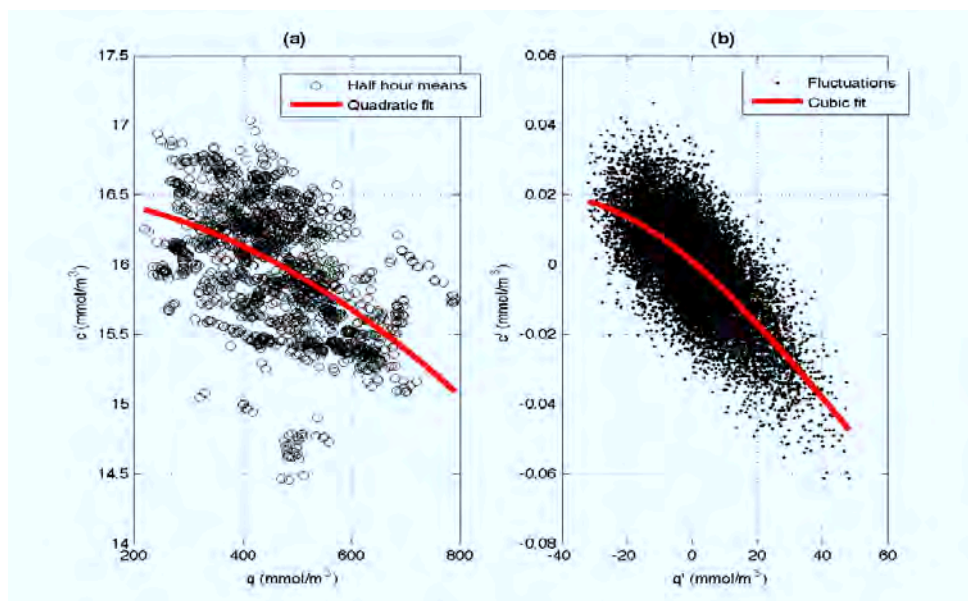 (a)
17.5
17
16.5
16
15.5
15
14.5
14
200
400
600
800
q (mmol/m³)
c (mmol/m³)
Half hour means
Quadratic fit
(b)
0.06
0.04
0.02
0
-0.02
-0.04
-0.06
-0.08
-40
-20
0
20
40
60
q' (mmol/m³)
c' (mmol/m³)
Fluctuations
Cubic fit